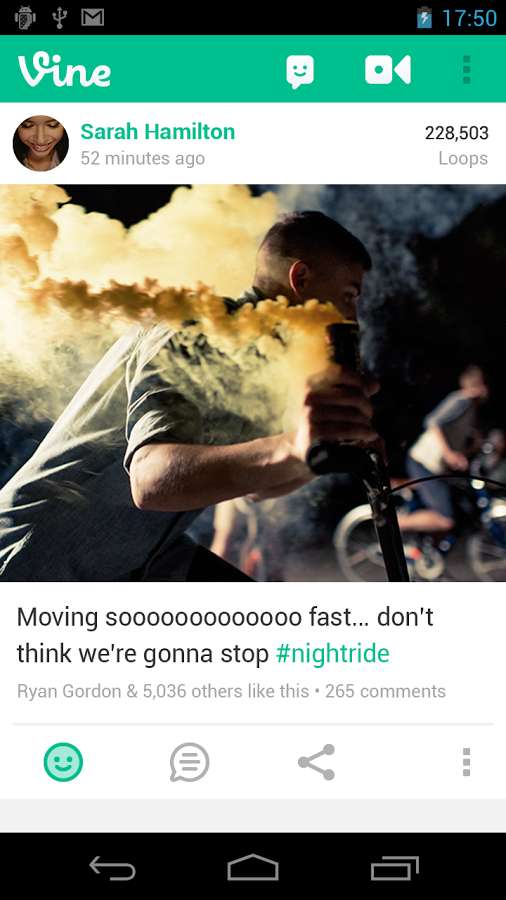 17:50
Vine
Sarah Hamilton
228,503
52 minutes ago
Loops
Moving sooooooooooooo fast... don't
think we're gonna stop #nightride
Ryan Gordon & 5,036 others like this • 265 comments